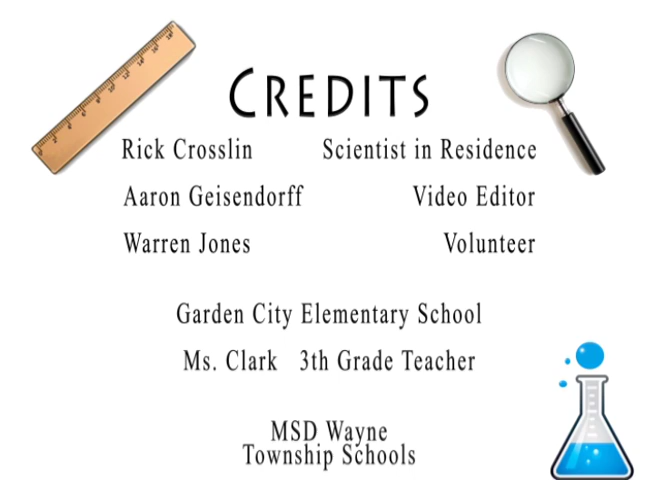 CREDITS
Rick Crosslin Scientist in Residence
Aaron Geisendorff Video Editor
Warren Jones Volunteer
Garden City Elementary School
Ms. Clark 3th Grade Teacher
MSD Wayne
Township Schools